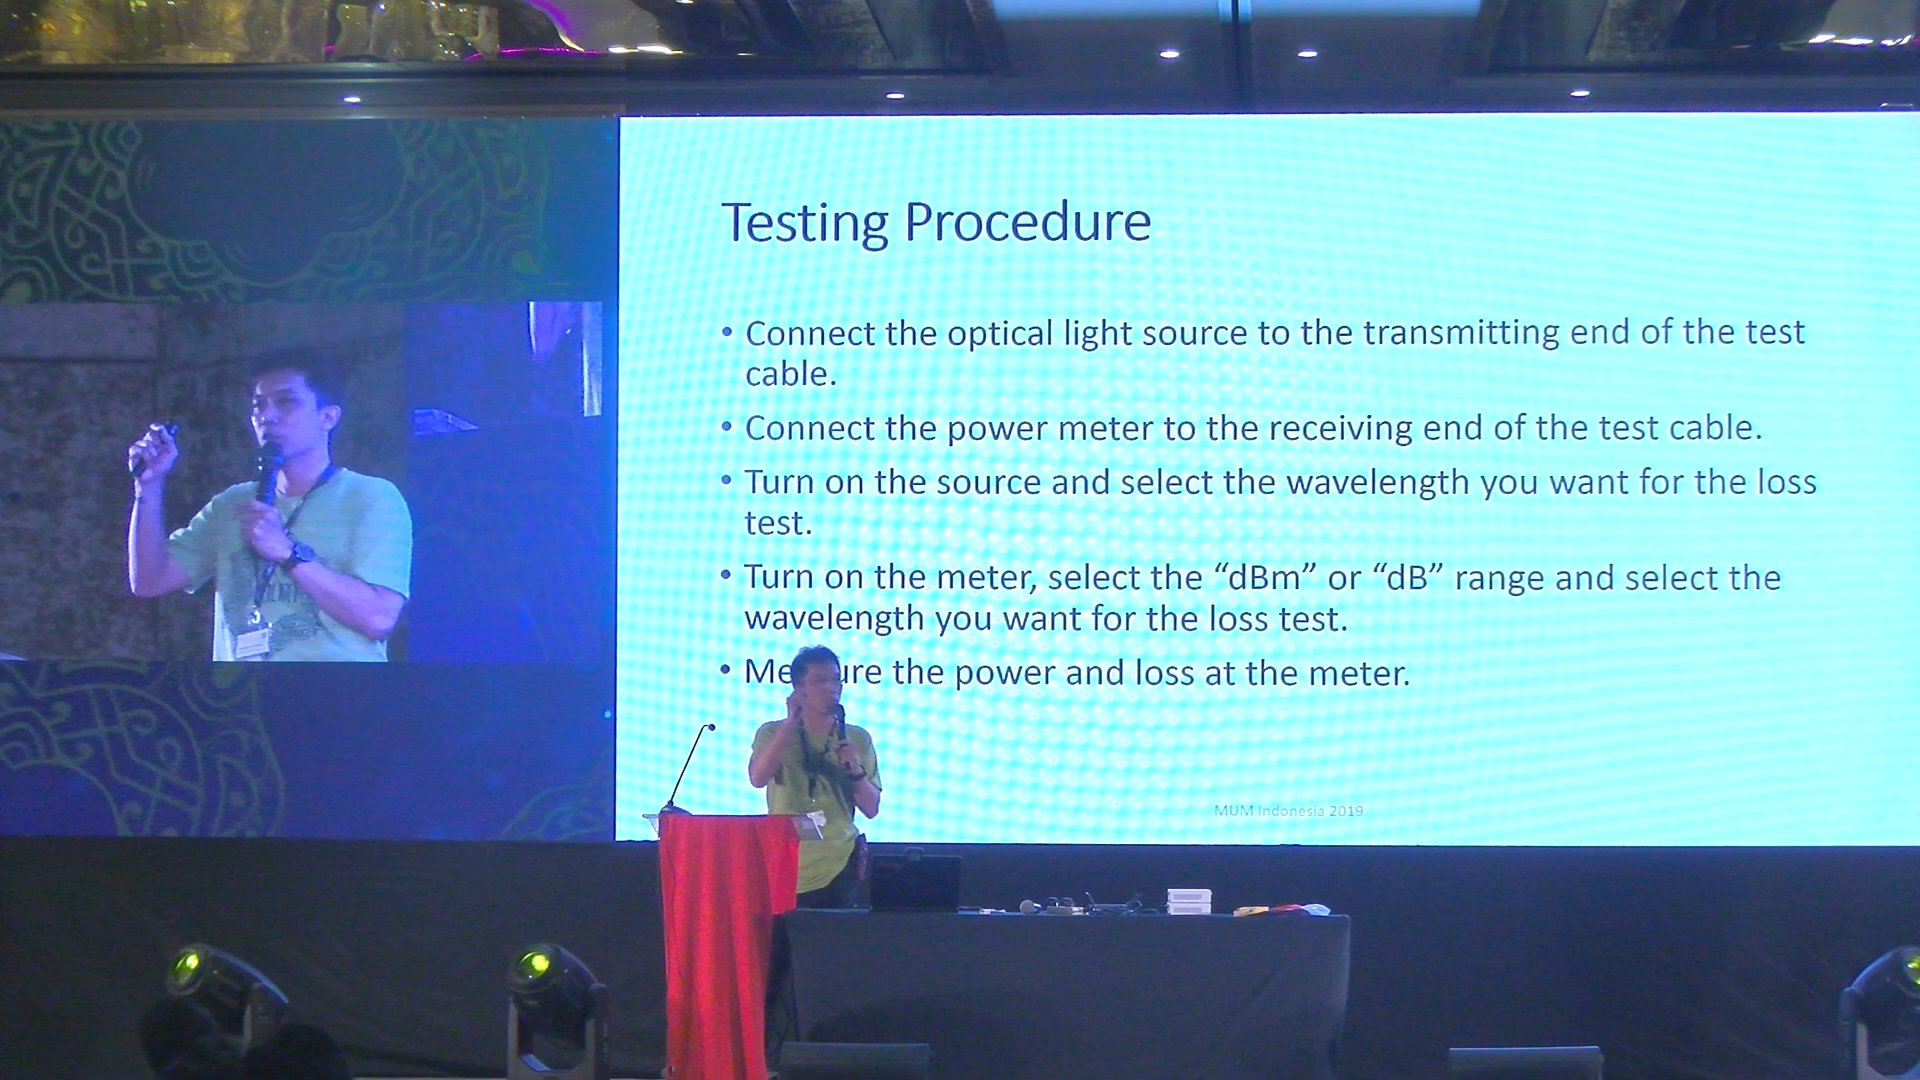 Testing Procedure
• Connect the optical light source to the transmitting end of the test
cable.
• Connect the power meter to the receiving end of the test cable.
• Turn on the source and select the wavelength you want for the loss
test.
• Turn on the meter, select the “dBm” or “dB” range and select the
wavelength you want for the loss test.
• Measure the power and loss at the meter.
MUM Indonesia 2019